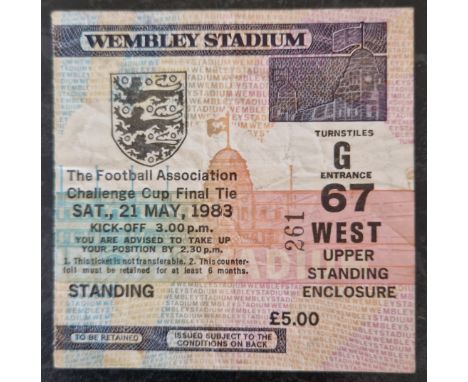 WEMBLEY STADIUM
The Football Association
Challenge Cup Final Tie
SAT., 21 MAY, 1983
KICK-OFF 3.00 p.m.
YOU ARE ADVISED TO TAKE UP
YOUR POSITION BY 2.30 p.m.
1. This ticket is not transferable. 2. This counter-
foil must be retained for at least 6 months.
STANDING
TURNSTILES
G
ENTRANCE
67
WEST
UPPER
STANDING
ENCLOSURE
261
£5.00
TO BE RETAINED
ISSUED SUBJECT TO THE
CONDITIONS ON BACK